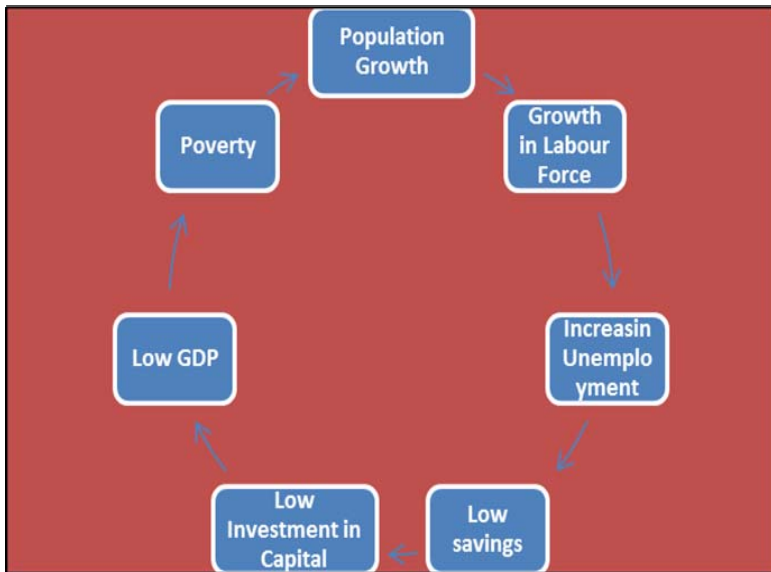 Population
Growth
Growth
in Labour
Force
Increasin
Unemplo
yment
Low
savings
Low
Investment in
Capital
Low GDP
Poverty